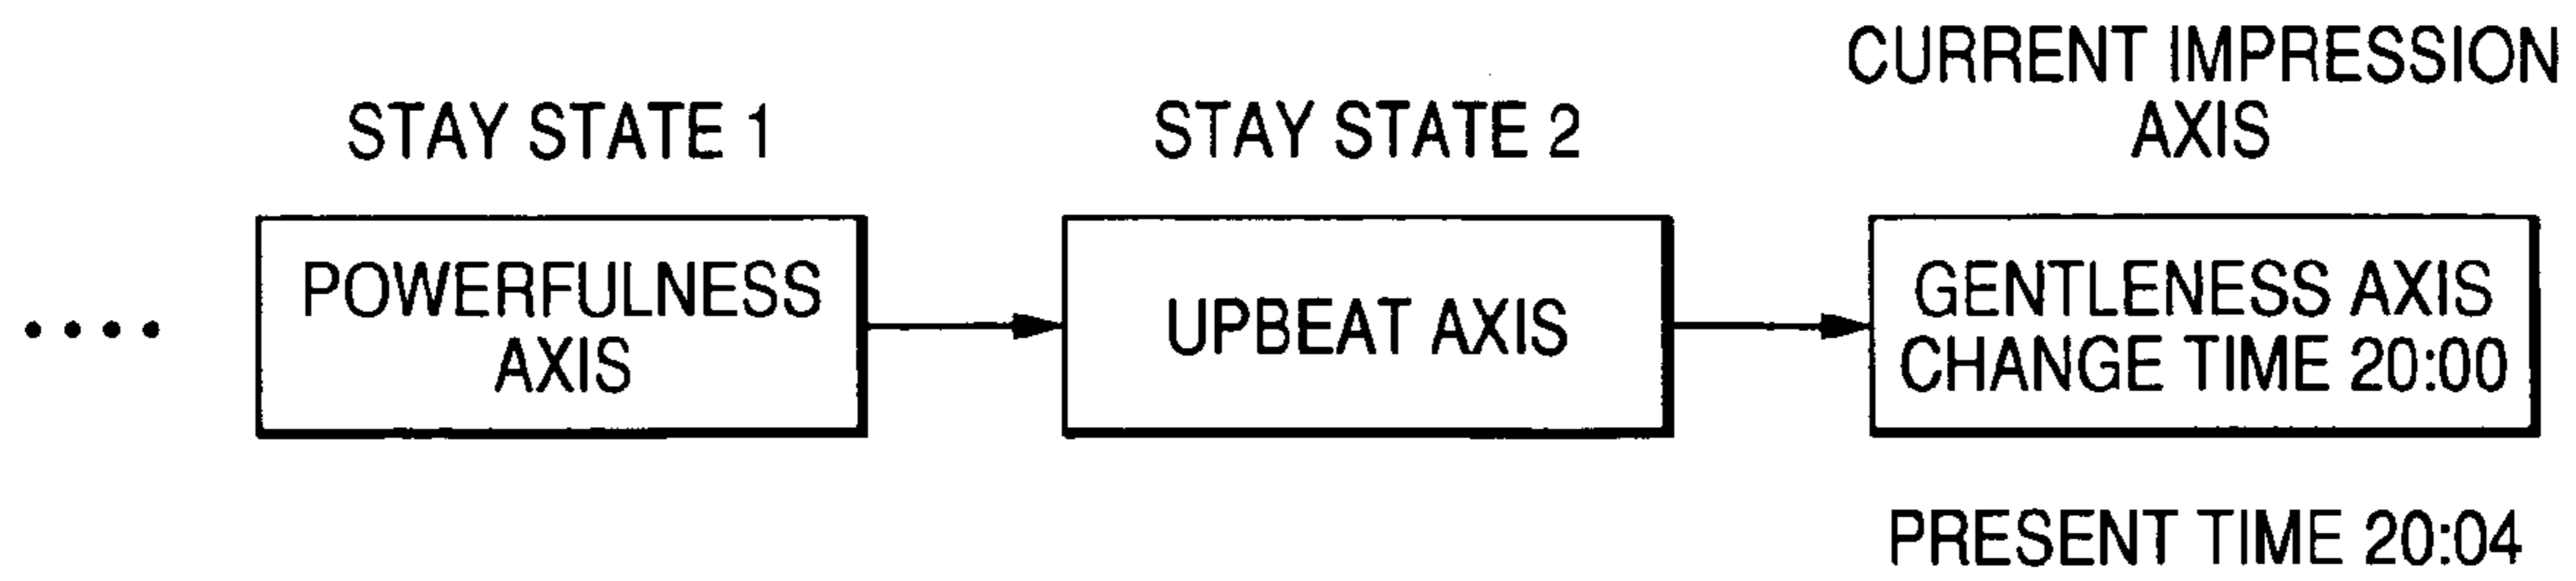 STAY STATE 1
POWERFULNESS
AXIS
STAY STATE 2
UPBEAT AXIS
CURRENT IMPRESSION
AXIS
GENTLENESS AXIS
CHANGE TIME 20:00
PRESENT TIME 20:04